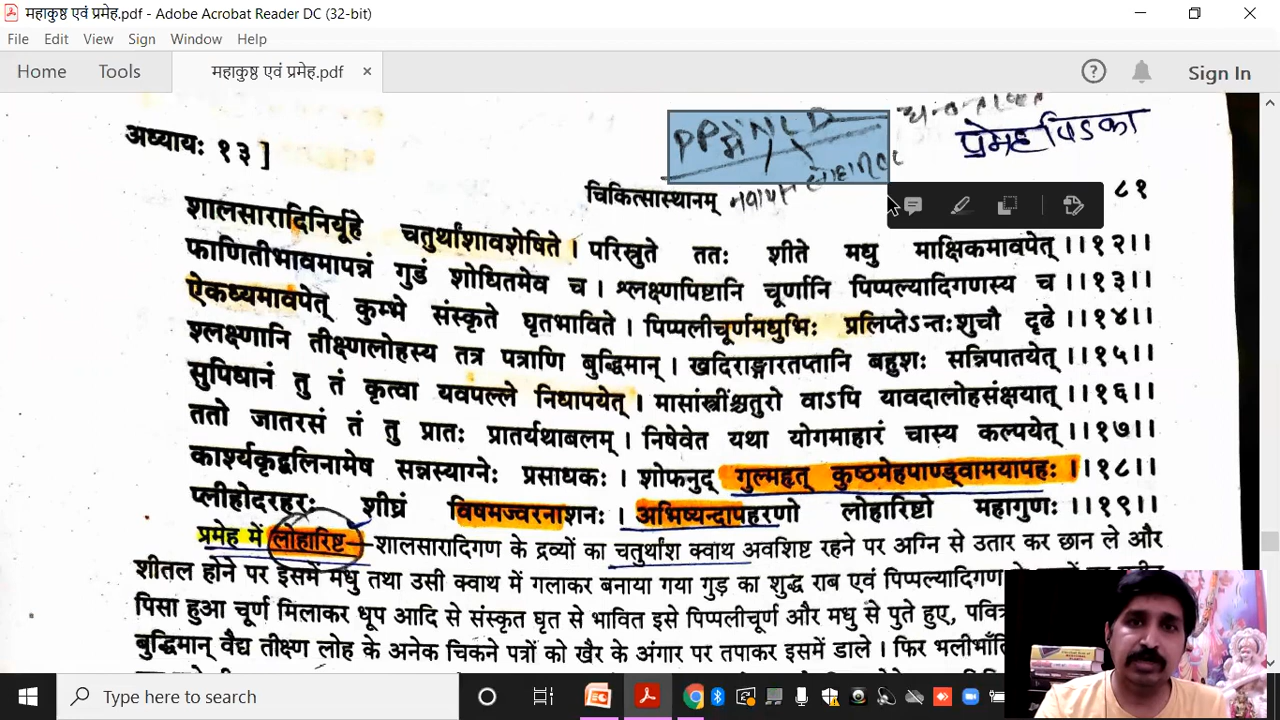 महाकुष्ठ एवं प्रमेह.pdf - Adobe Acrobat Reader DC (32-bit)
File Edit View Sign Window Help
Home Tools महाकुष्ठ एवं प्रमेह.pdf × Sign In
PPNLD
प्रमेहपिडका
अध्यायः १३ ]
चिकित्सास्थानम्
८१
शालसारादिनिर्यूहे चतुर्थांशावशेषिते । परिस्रुते ततः शीते मधु माक्षिकमावपेत् ।।१२।।
फाणितीभावमापन्नं गुडं शोधितमेव च । श्लक्ष्णपिष्टानि चूर्णानि पिप्पल्यादिगणस्य च ।।१३।।
ऐकध्यमावपेत् कुम्भे संस्कृते घृतभाविते । पिप्पलीचूर्णमधुभिः प्रलिप्तेऽन्तःशुचौ दृढे ।।१४।।
श्लक्ष्णानि तीक्ष्णलोहस्य तत्र पत्राणि बुद्धिमान् । खदिराङ्गारतप्तानि बहुशः सन्निपातयेत् ।।१५।।
सुपिधानं तु तं कृत्वा यवपल्ले निधापयेत् । मासांस्त्रींश्चतुरो वाऽपि यावदालोहसंक्षयात् ।।१६।।
ततो जातरसं तं तु प्रातः प्रातर्यथाबलम् । निषेवेत यथा योगमाहारं चास्य कल्पयेत् ।।१७।।
कार्श्यकृद्बलिनामेष सन्नस्याग्नेः प्रसाधकः । शोफनुद् गुल्महृत् कुष्ठमेहपाण्ड्वामयापहः ।।१८।।
प्लीहोदरहरः शीघ्रं विषमज्वरनाशनः । अभिष्यन्दापहरणो लोहारिष्टो महागुणः ।।१९।।
प्रमेह में लोहारिष्ट—शालसारादिगण के द्रव्यों का चतुर्थांश क्वाथ अवशिष्ट रहने पर अग्नि से उतार कर छान ले और
शीतल होने पर इसमें मधु तथा उसी क्वाथ में गलाकर बनाया गया गुड़ का शुद्ध राब एवं पिप्पल्यादिगण
पिसा हुआ चूर्ण मिलाकर धूप आदि से संस्कृत घृत से भावित इसे पिप्पलीचूर्ण और मधु से पुते हुए,
बुद्धिमान् वैद्य तीक्ष्ण लोह के अनेक चिकने पत्रों को खैर के अंगार पर तपाकर इसमें डाले । फिर
Type here to search